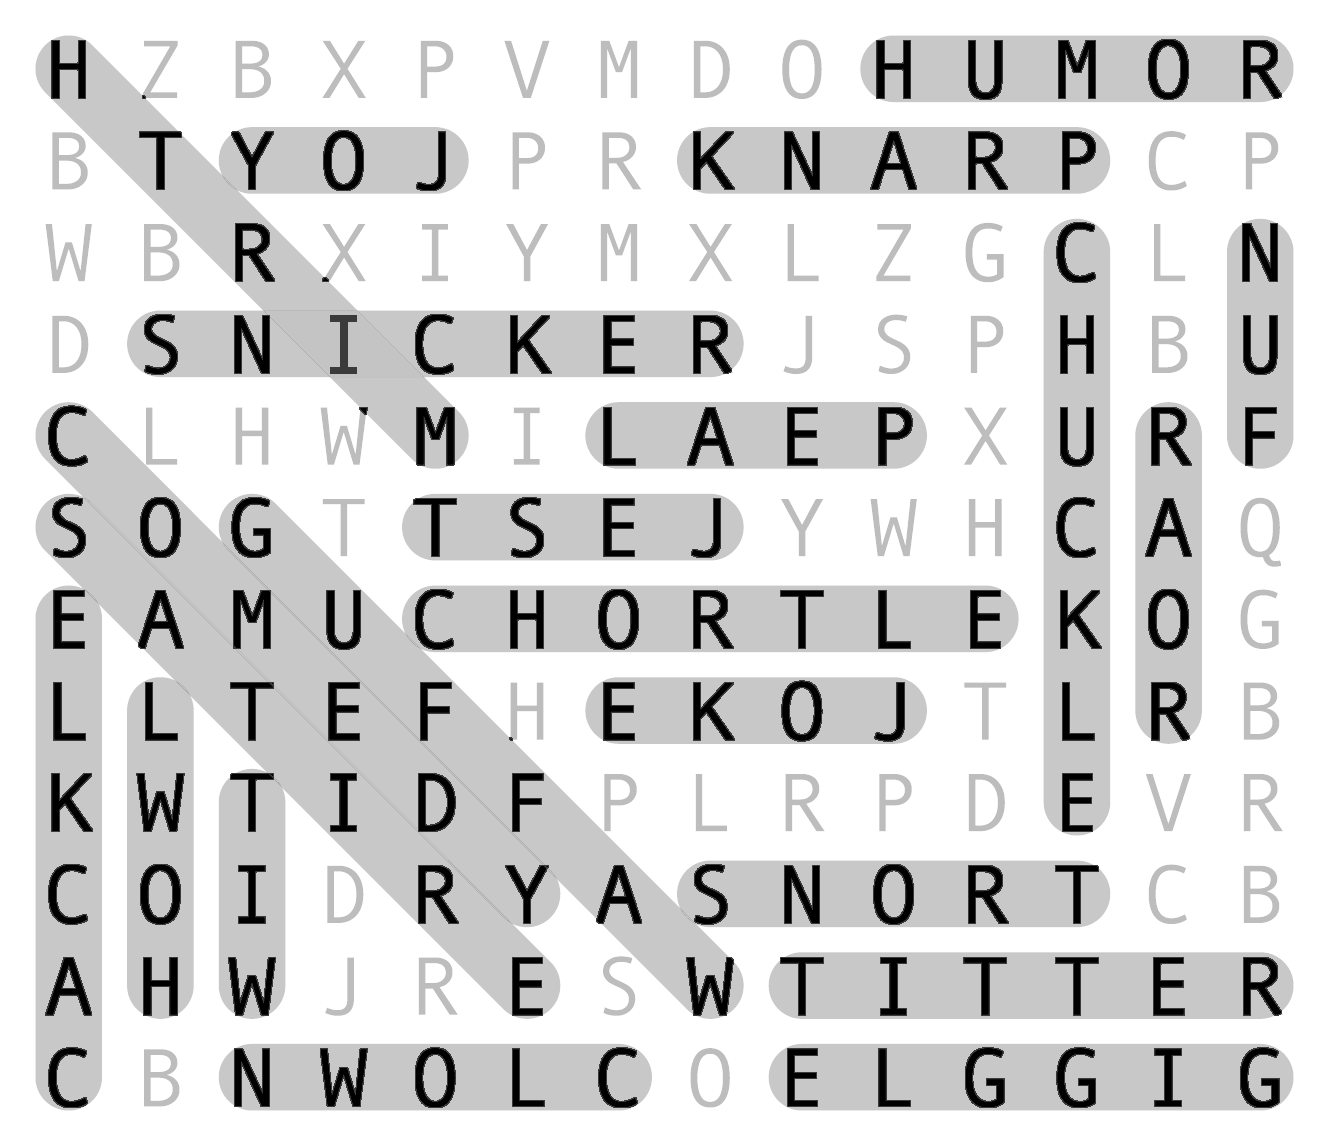 H Z B X P V M D O H U M O R
B T Y O J P R K N A R P C P
W B R X I Y M X L Z G C L N
D S N I C K E R J S P H B U
C L H W M I L A E P X U R F
S O G T T S E J Y W H C A Q
E A M U C H O R T L E K O G
L L T E F H E K O J T L R B
K W T I D F P L R P D E V R
C O I D R Y A S N O R T C B
A H W J R E S W T I T T E R
C B N W O L C O E L G G I G